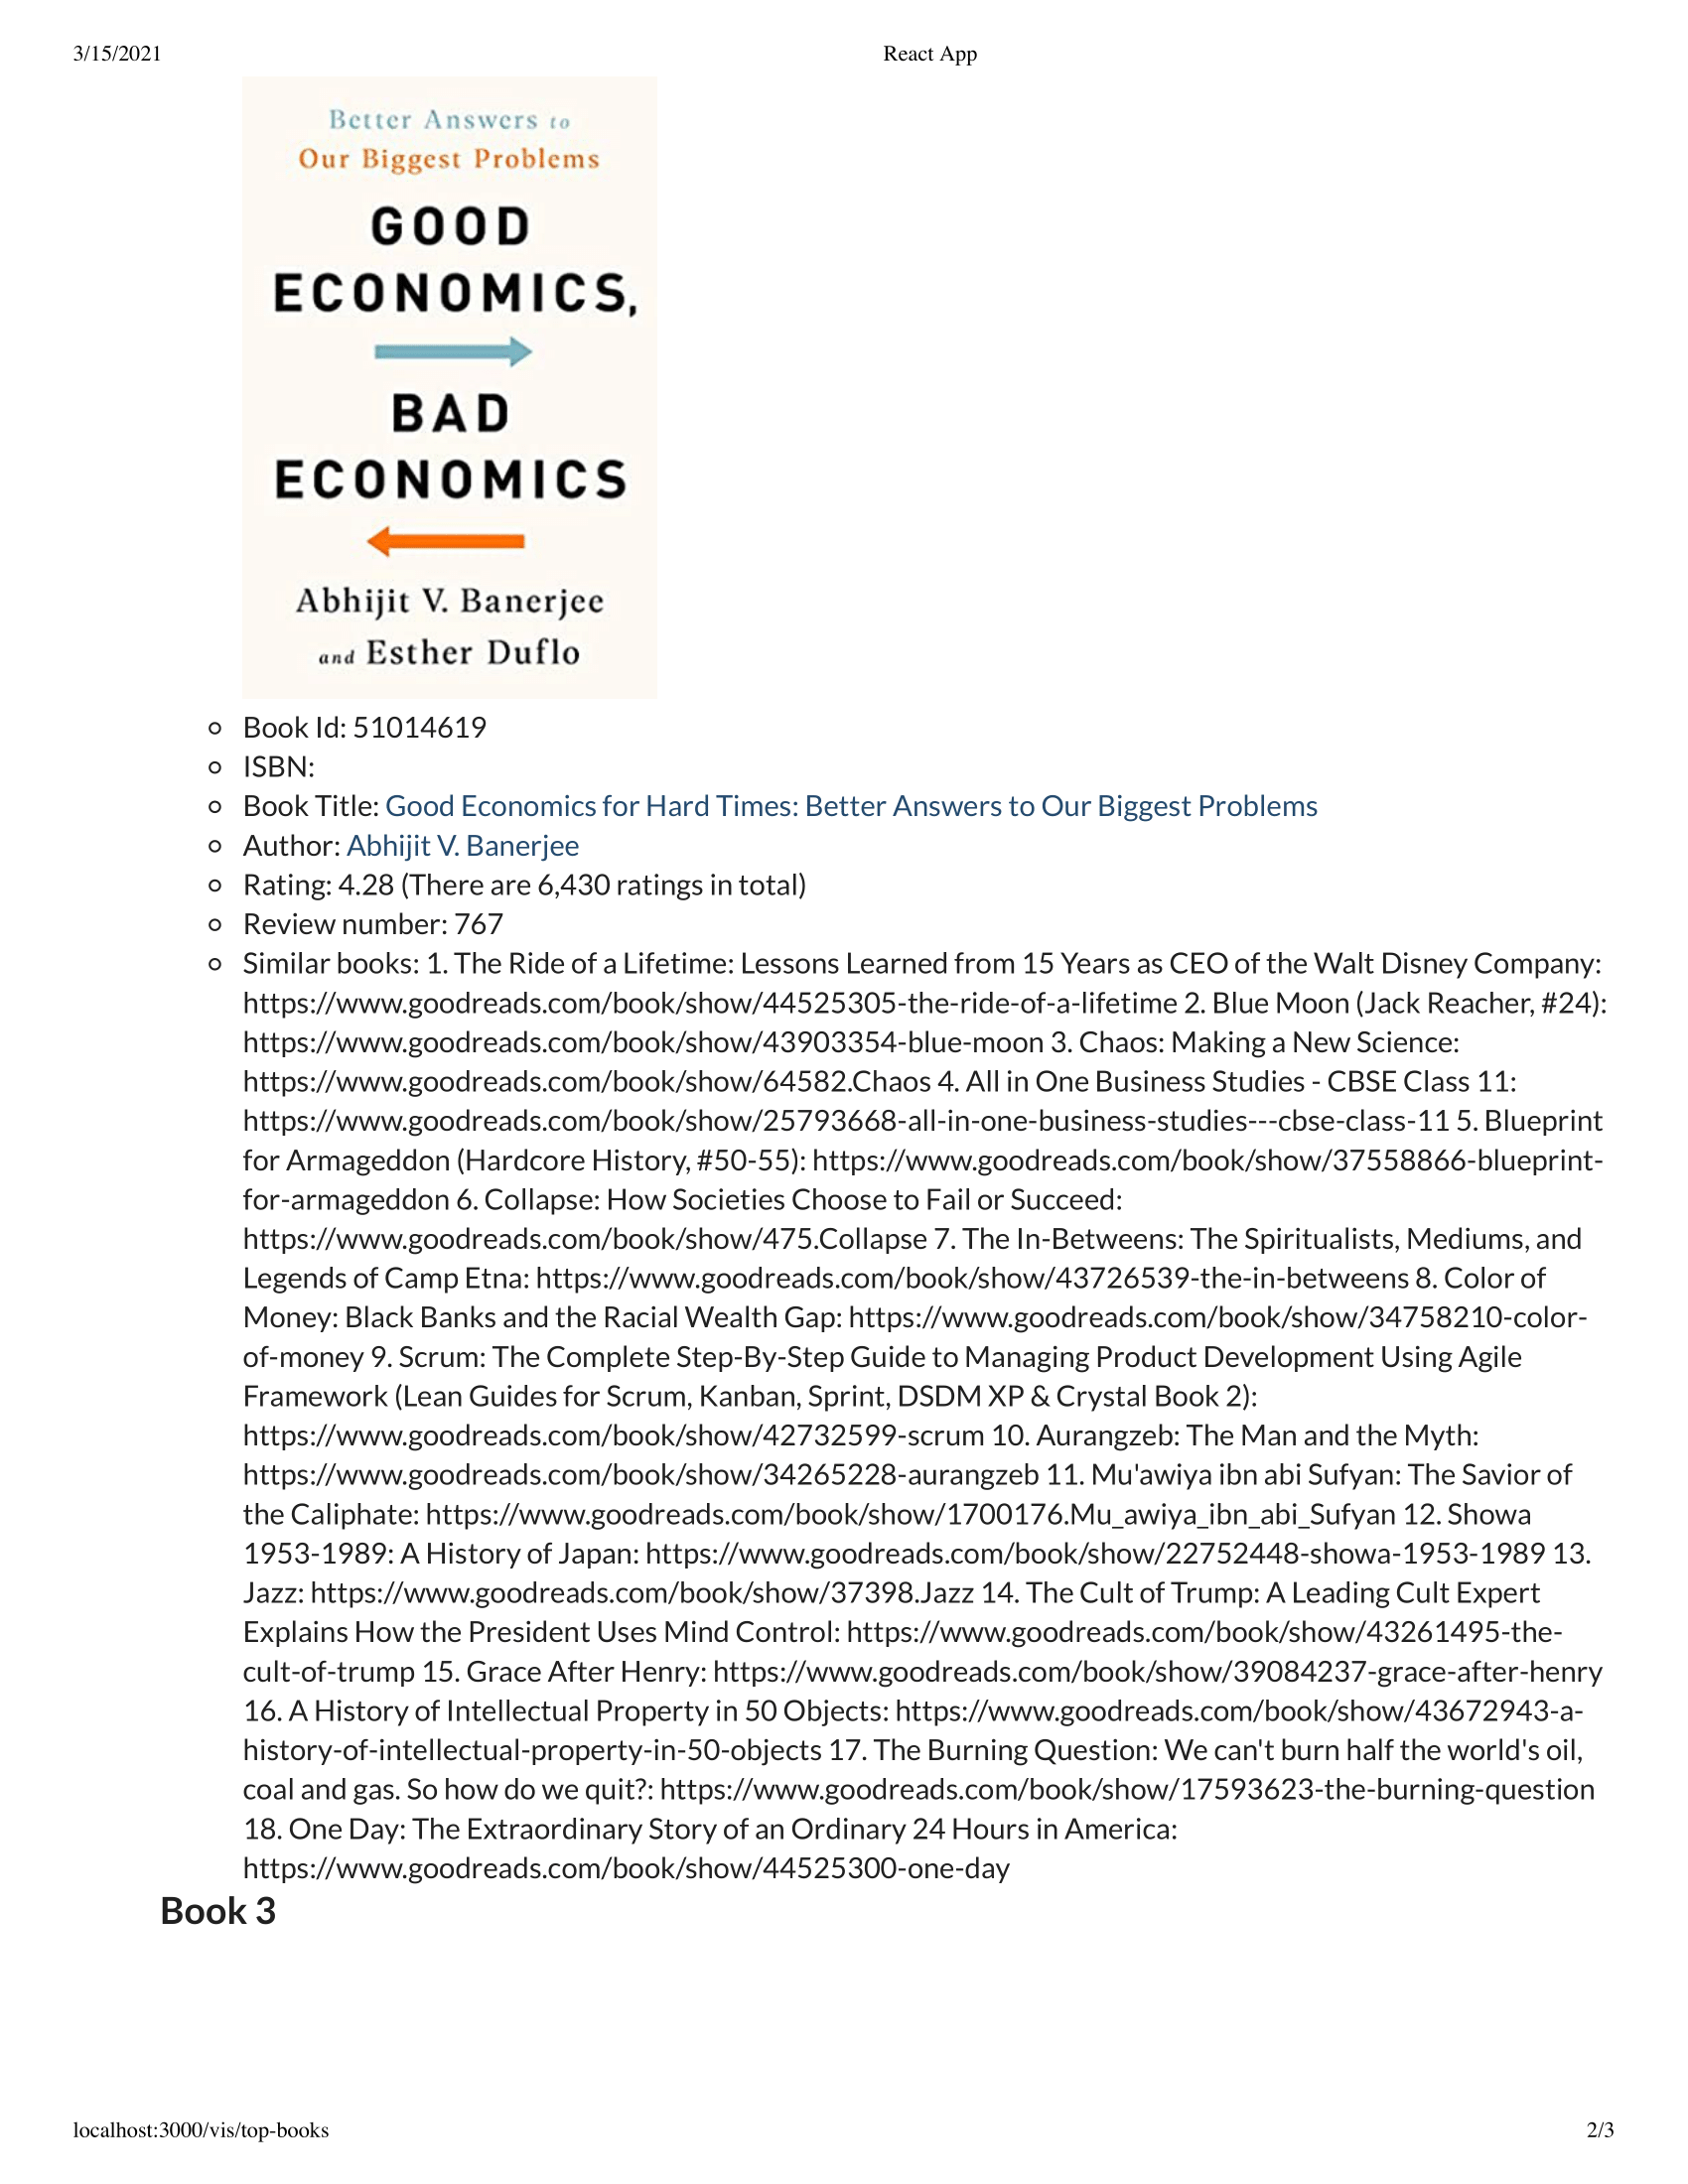 3/15/2021 React App
Better Answers to
Our Biggest Problems
GOOD
ECONOMICS,
BAD
ECONOMICS
Abhijit V. Banerjee
and Esther Duflo
Book Id: 51014619
ISBN:
Book Title: Good Economics for Hard Times: Better Answers to Our Biggest Problems
Author: Abhijit V. Banerjee
Rating: 4.28 (There are 6,430 ratings in total)
Review number: 767
Similar books: 1. The Ride of a Lifetime: Lessons Learned from 15 Years as CEO of the Walt Disney Company:
https://www.goodreads.com/book/show/44525305-the-ride-of-a-lifetime 2. Blue Moon (Jack Reacher, #24):
https://www.goodreads.com/book/show/43903354-blue-moon 3. Chaos: Making a New Science:
https://www.goodreads.com/book/show/64582.Chaos 4. All in One Business Studies - CBSE Class 11:
https://www.goodreads.com/book/show/25793668-all-in-one-business-studies---cbse-class-11 5. Blueprint
for Armageddon (Hardcore History, #50-55): https://www.goodreads.com/book/show/37558866-blueprint-
for-armageddon 6. Collapse: How Societies Choose to Fail or Succeed:
https://www.goodreads.com/book/show/475.Collapse 7. The In-Betweens: The Spiritualists, Mediums, and
Legends of Camp Etna: https://www.goodreads.com/book/show/43726539-the-in-betweens 8. Color of
Money: Black Banks and the Racial Wealth Gap: https://www.goodreads.com/book/show/34758210-color-
of-money 9. Scrum: The Complete Step-By-Step Guide to Managing Product Development Using Agile
Framework (Lean Guides for Scrum, Kanban, Sprint, DSDM XP & Crystal Book 2):
https://www.goodreads.com/book/show/42732599-scrum 10. Aurangzeb: The Man and the Myth:
https://www.goodreads.com/book/show/34265228-aurangzeb 11. Mu'awiya ibn abi Sufyan: The Savior of
the Caliphate: https://www.goodreads.com/book/show/1700176.Mu_awiya_ibn_abi_Sufyan 12. Showa
1953-1989: A History of Japan: https://www.goodreads.com/book/show/22752448-showa-1953-1989 13.
Jazz: https://www.goodreads.com/book/show/37398.Jazz 14. The Cult of Trump: A Leading Cult Expert
Explains How the President Uses Mind Control: https://www.goodreads.com/book/show/43261495-the-
cult-of-trump 15. Grace After Henry: https://www.goodreads.com/book/show/39084237-grace-after-henry
16. A History of Intellectual Property in 50 Objects: https://www.goodreads.com/book/show/43672943-a-
history-of-intellectual-property-in-50-objects 17. The Burning Question: We can't burn half the world's oil,
coal and gas. So how do we quit?: https://www.goodreads.com/book/show/17593623-the-burning-question
18. One Day: The Extraordinary Story of an Ordinary 24 Hours in America:
https://www.goodreads.com/book/show/44525300-one-day
Book 3
localhost:3000/vis/top-books 2/3